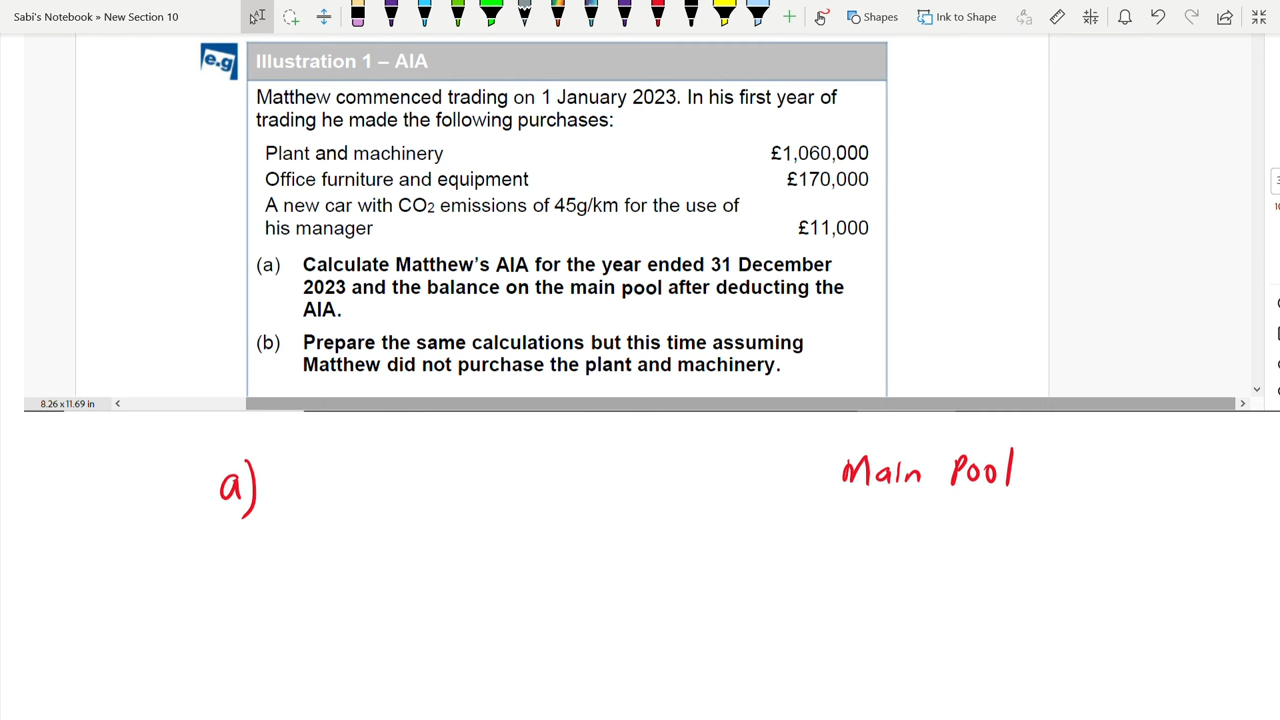 Sabi's Notebook » New Section 10
Shapes
Ink to Shape
e.g
Illustration 1 – AIA
Matthew commenced trading on 1 January 2023. In his first year of
trading he made the following purchases:
Plant and machinery £1,060,000
Office furniture and equipment £170,000
A new car with CO2 emissions of 45g/km for the use of
his manager £11,000
(a) Calculate Matthew's AIA for the year ended 31 December
2023 and the balance on the main pool after deducting the
AIA.
(b) Prepare the same calculations but this time assuming
Matthew did not purchase the plant and machinery.
8.26 x 11.69 in
a) Main Pool